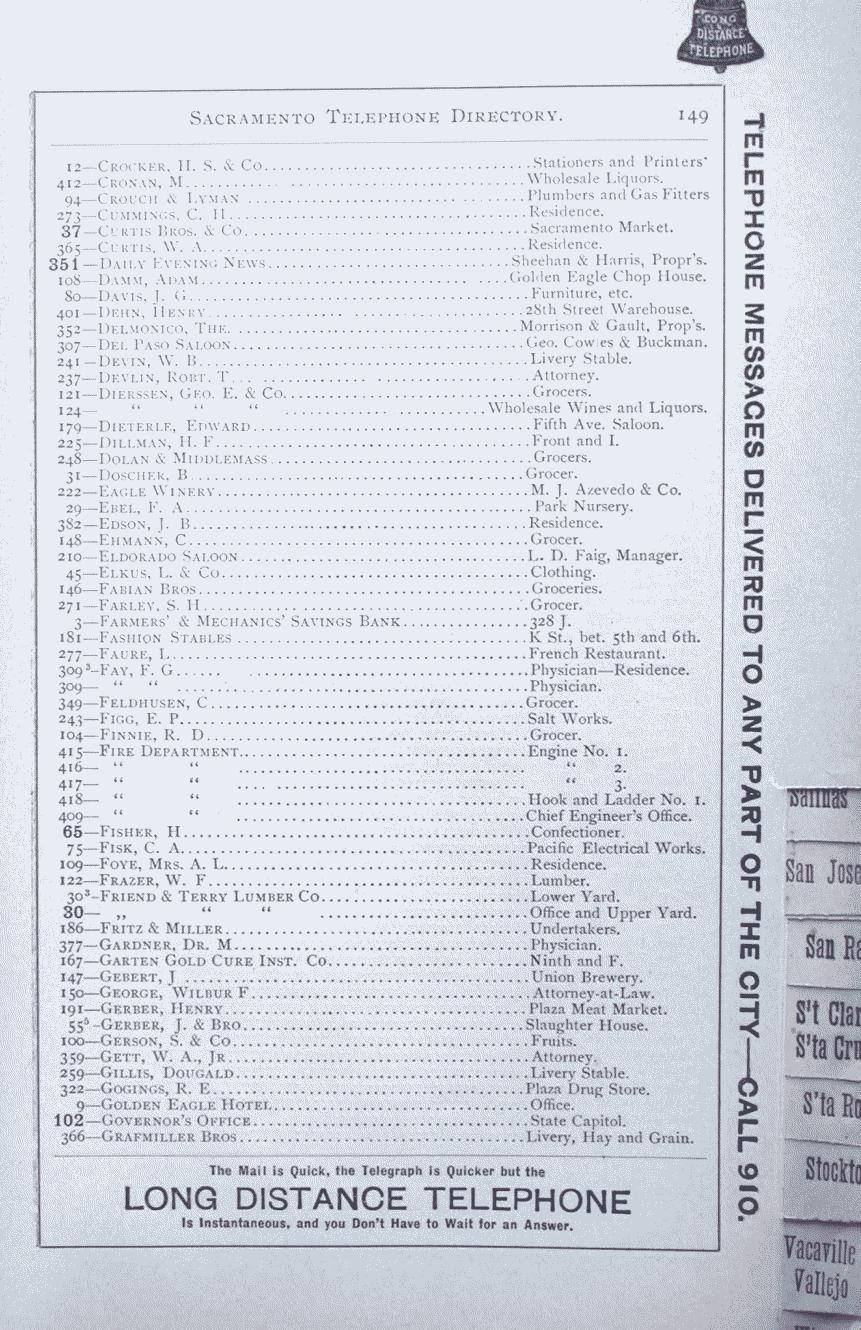 LONG
DISTANCE
TELEPHONE
SACRAMENTO TELEPHONE DIRECTORY. 149
12—CROCKER, H. S. & CO..............................Stationers and Printers'
412—CRONAN, M..............................Wholesale Liquors.
94—CROUCH & LYMAN ..............................Plumbers and Gas Fitters
273—CUMMINGS, C. H..............................Residence.
37—CURTIS BROS. & CO..............................Sacramento Market.
365—CURTIS, W. A..............................Residence.
351—DAILY EVENING NEWS..............................Sheehan & Harris, Propr's.
108—DAMM, ADAM..............................Golden Eagle Chop House.
80—DAVIS, J. G..............................Furniture, etc.
401—DEHN, HENRY..............................28th Street Warehouse.
352—DELMONICO, THE..............................Morrison & Gault, Prop's.
307—DEL PASO SALOON..............................Geo. Cowles & Buckman.
241—DEVIN, W. B..............................Livery Stable.
237—DEVLIN, ROBT. T..............................Attorney.
121—DIERSSEN, GEO. E. & CO..............................Grocers.
124— “ “ “ ..............................Wholesale Wines and Liquors.
179—DIETERLE, EDWARD..............................Fifth Ave. Saloon.
225—DILLMAN, H. F..............................Front and I.
248—DOLAN & MIDDLEMASS..............................Grocers.
31—DOSCHER, B..............................Grocer.
222—EAGLE WINERY..............................M. J. Azevedo & Co.
29—EBEL, F. A..............................Park Nursery.
382—EDSON, J. B..............................Residence.
148—EHMANN, C..............................Grocer.
210—ELDORADO SALOON..............................L. D. Faig, Manager.
45—ELKUS, L. & CO..............................Clothing.
146—FABIAN BROS..............................Groceries.
271—FARLEY, S. H..............................Grocer.
3—FARMERS' & MECHANICS' SAVINGS BANK..............................328 J.
181—FASHION STABLES ..............................K St., bet. 5th and 6th.
277—FAURE, L..............................French Restaurant.
309³-FAY, F. G..............................Physician—Residence.
309— “ “ ..............................Physician.
349—FELDHUSEN, C..............................Grocer.
243—FIGG, E. P..............................Salt Works.
104—FINNIE, R. D..............................Grocer.
415—FIRE DEPARTMENT..............................Engine No. 1.
416— “ “ .............................. “ 2.
417— “ “ .............................. “ 3.
418— “ “ ..............................Hook and Ladder No. 1.
409— “ “ ..............................Chief Engineer's Office.
65—FISHER, H..............................Confectioner.
75—FISK, C. A..............................Pacific Electrical Works.
109—FOYE, MRS. A. L..............................Residence.
122—FRAZER, W. F..............................Lumber.
30³-FRIEND & TERRY LUMBER CO..............................Lower Yard.
30— „ “ “ ..............................Office and Upper Yard.
186—FRITZ & MILLER..............................Undertakers.
377—GARDNER, DR. M..............................Physician.
167—GARTEN GOLD CURE INST. CO..............................Ninth and F.
147—GEBERT, J ..............................Union Brewery.
150—GEORGE, WILBUR F..............................Attorney-at-Law.
191—GERBER, HENRY..............................Plaza Meat Market.
55⁵-GERBER, J. & BRO..............................Slaughter House.
100—GERSON, S. & CO..............................Fruits.
359—GETT, W. A., JR..............................Attorney.
259—GILLIS, DOUGALD..............................Livery Stable.
322—GOGINGS, R. E..............................Plaza Drug Store.
9—GOLDEN EAGLE HOTEL..............................Office.
102—GOVERNOR'S OFFICE..............................State Capitol.
366—GRAFMILLER BROS..............................Livery, Hay and Grain.
The Mail is Quick, the Telegraph is Quicker but the
LONG DISTANCE TELEPHONE
Is Instantaneous, and you Don't Have to Wait for an Answer.
TELEPHONE MESSAGES DELIVERED TO ANY PART OF THE CITY—CALL 910.
Salinas
San Jose
San Ra
S't Clar
S'ta Cru
S'ta Ro
Stockto
Vacaville
Vallejo